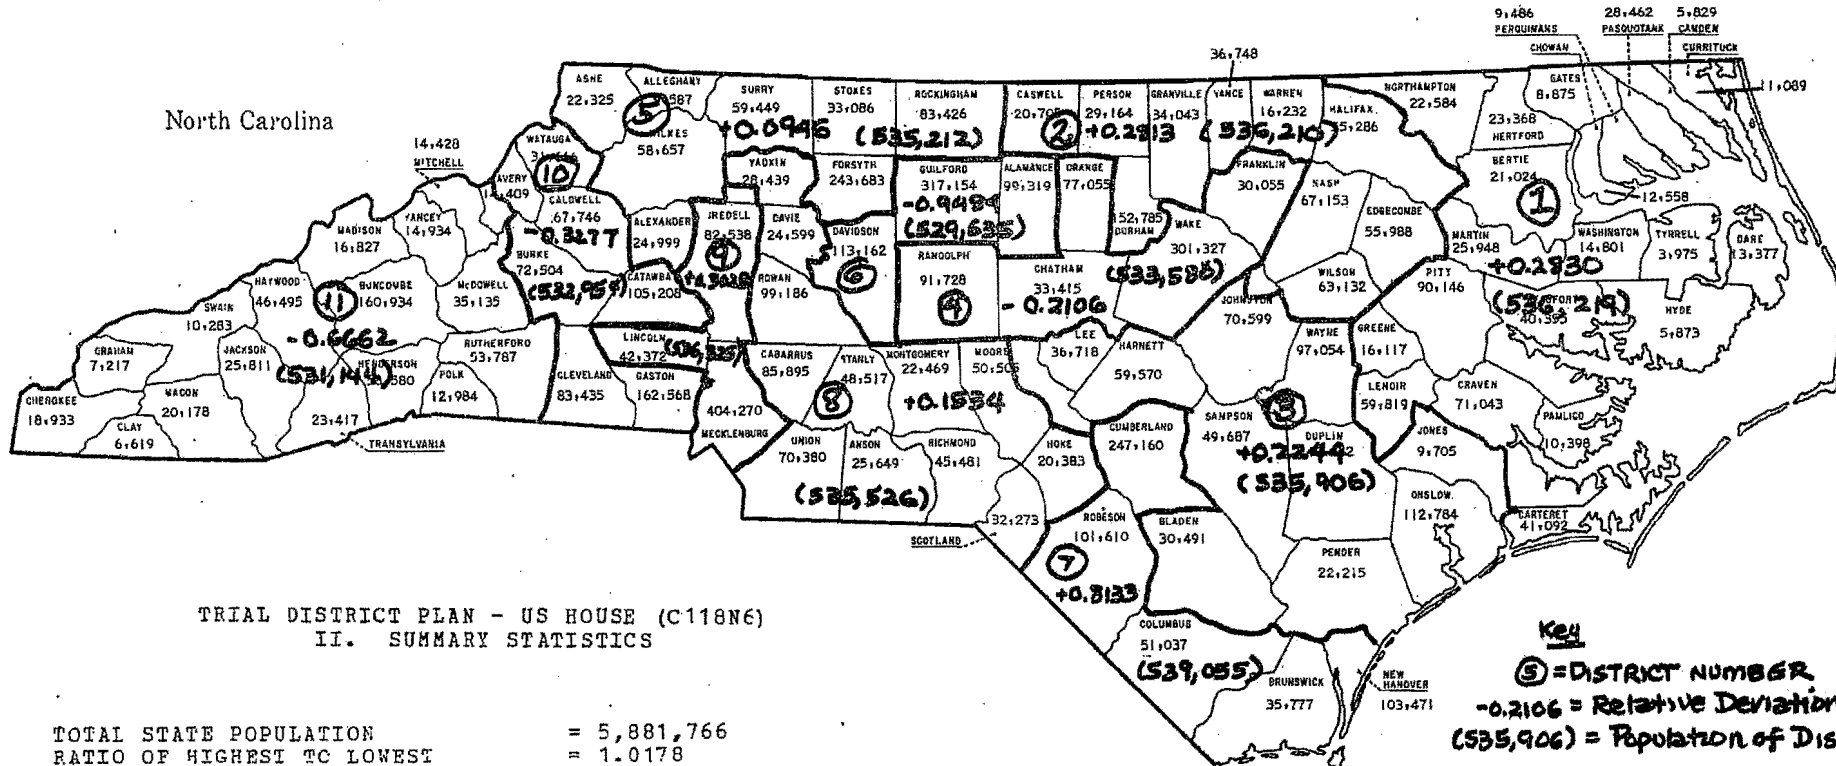 9,486 28,462 5,829
PERQUIMANS PASQUOTANK CAMDEN
CHOWAN CURRITUCK
36,748
11,089
North Carolina
ASHE
22,325
ALLEGHANY
SURRY
59,449
STOKES
33,086
ROCKINGHAM
83,426
CASWELL
PERSON
29,164
GRANVILLE
34,043
VANCE
WARREN
16,232
HALIFAX
NORTHAMPTON
22,584
GATES
8,875
23,368
HERTFORD
5
+0.0946
(535,212)
2
+0.2813
(536,210)
14,428
MITCHELL
WATAUGA
58,657
YADKIN
28,439
FORSYTH
243,683
GUILFORD
317,154
-0.948
(529,635)
ALAMANCE
99,319
ORANGE
77,055
152,785
DURHAM
FRANKLIN
30,055
NASH
67,153
EDGECOMBE
55,988
BERTIE
21,024
1
12,558
10
AVERY
CALDWELL
67,746
-0.3277
ALEXANDER
24,999
IREDELL
82,538
9
DAVIE
24,599
DAVIDSON
113,162
6
WAKE
301,327
MARTIN
25,948
+0.2830
WASHINGTON
14,801
TYRRELL
3,975
DARE
13,377
MADISON
16,827
YANCEY
14,934
BURKE
72,504
CATAWBA
105,208
ROWAN
99,186
RANDOLPH
91,728
4
CHATHAM
33,415
-0.2106
(533,588)
WILSON
63,132
PITT
90,146
(536,219)
HYDE
5,873
SWAIN
10,283
HAYWOOD
46,495
11
BUNCOMBE
160,934
McDOWELL
35,135
-0.6662
(531,144)
GRAHAM
7,217
JACKSON
25,811
RUTHERFORD
53,787
LINCOLN
42,372
(536,325)
CABARRUS
85,895
STANLY
48,517
MONTGOMERY
22,469
MOORE
LEE
36,718
HARNETT
59,570
JOHNSTON
70,599
WAYNE
97,054
GREENE
16,117
CHEROKEE
18,933
MACON
20,178
CLAY
6,619
HENDERSON
POLK
12,984
CLEVELAND
83,435
GASTON
162,568
8
+0.1534
LENOIR
59,819
CRAVEN
71,043
PAMLICO
10,398
23,417
TRANSYLVANIA
404,270
MECKLENBURG
UNION
70,380
ANSON
25,649
RICHMOND
45,481
HOKE
20,383
CUMBERLAND
247,160
SAMPSON
49,687
3
DUPLIN
+0.2244
(535,906)
JONES
9,705
(535,526)
32,273
SCOTLAND
ROBESON
101,610
BLADEN
30,491
ONSLOW
112,784
CARTERET
41,092
7
+0.8133
PENDER
22,215
COLUMBUS
51,037
(539,055)
BRUNSWICK
35,777
NEW
HANOVER
103,471
TRIAL DISTRICT PLAN - US HOUSE (C118N6)
II. SUMMARY STATISTICS
Key
5 = DISTRICT NUMBER
-0.2106 = Relative Deviation
(535,906) = Population of Dis
TOTAL STATE POPULATION = 5,881,766
RATIO OF HIGHEST TO LOWEST = 1.0178